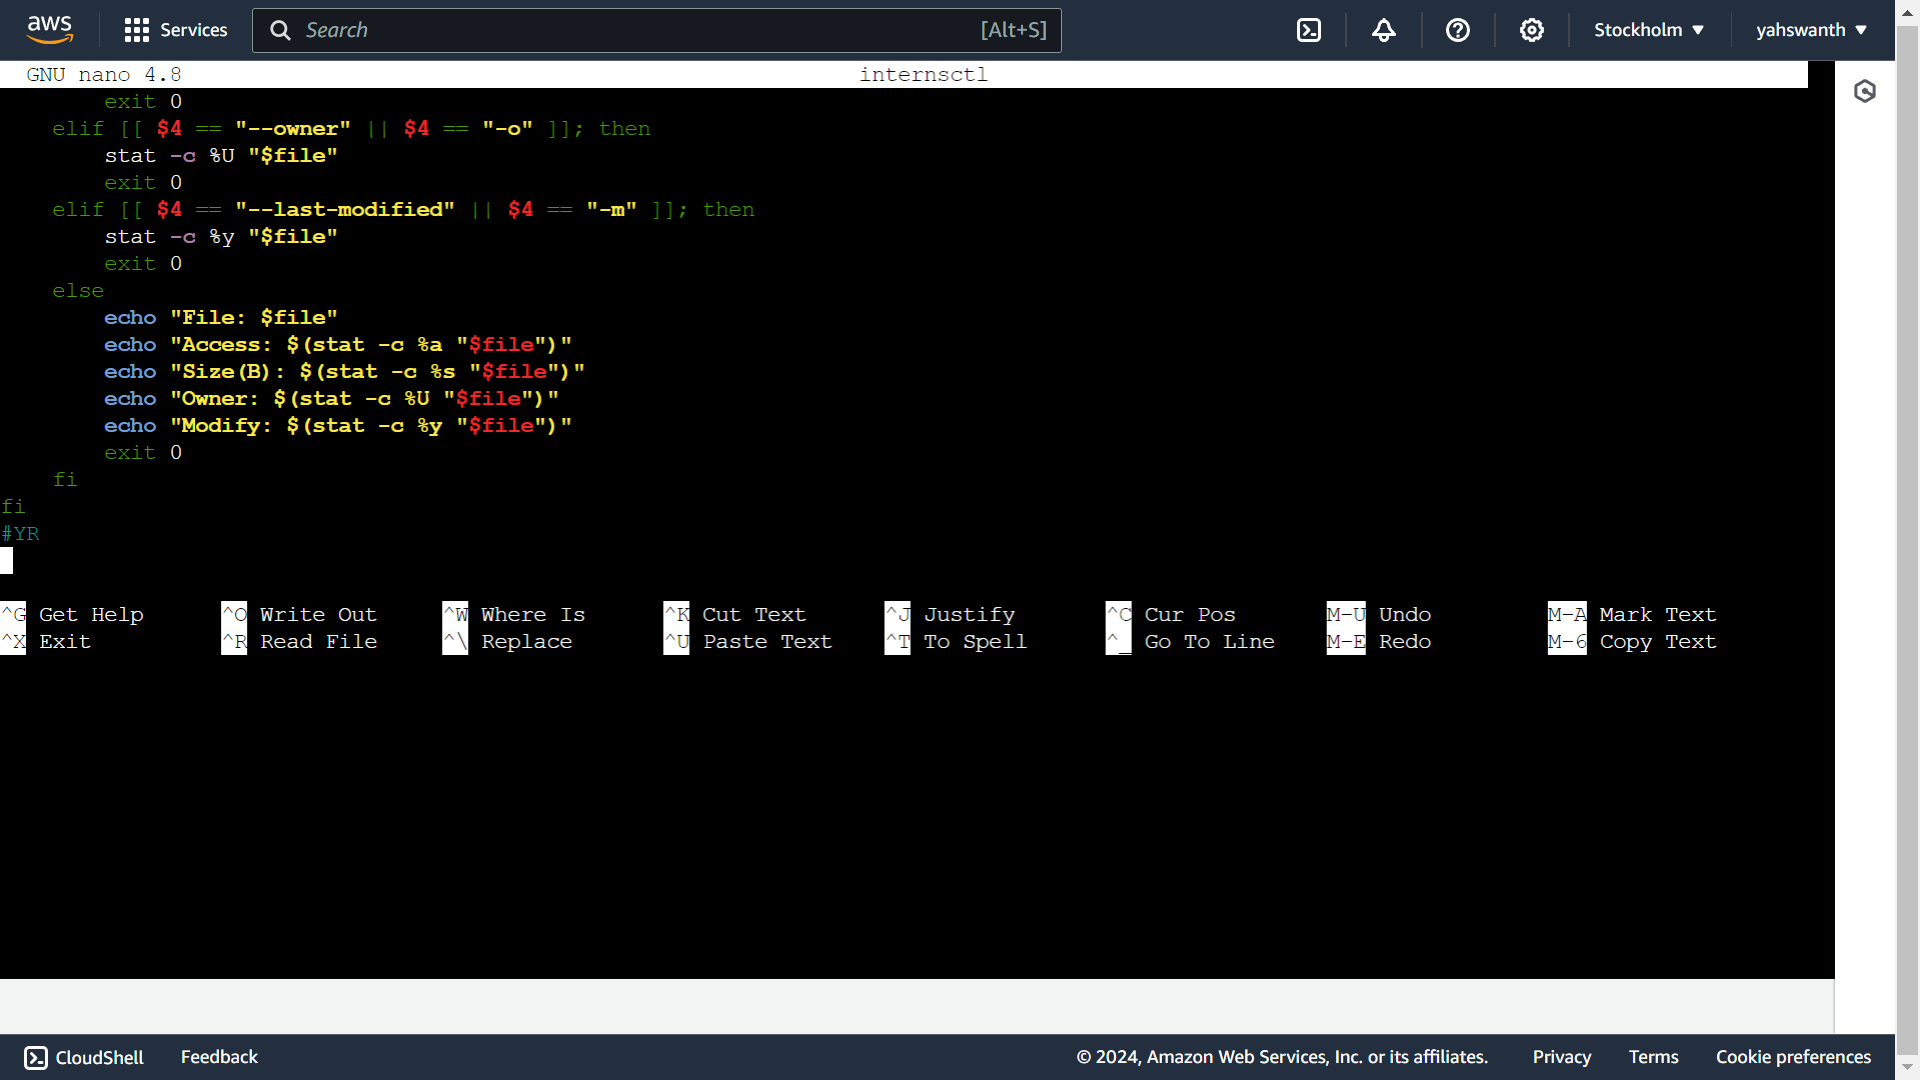 aws Services Search [Alt+S] Stockholm ▼ yahswanth ▼
GNU nano 4.8 internsctl
        exit 0
    elif [[ $4 == "--owner" || $4 == "-o" ]]; then
        stat -c %U "$file"
        exit 0
    elif [[ $4 == "--last-modified" || $4 == "-m" ]]; then
        stat -c %y "$file"
        exit 0
    else
        echo "File: $file"
        echo "Access: $(stat -c %a "$file")"
        echo "Size(B): $(stat -c %s "$file")"
        echo "Owner: $(stat -c %U "$file")"
        echo "Modify: $(stat -c %y "$file")"
        exit 0
    fi
fi
#YR
^G Get Help ^O Write Out ^W Where Is ^K Cut Text ^J Justify ^C Cur Pos M-U Undo M-A Mark Text
^X Exit ^R Read File ^\ Replace ^U Paste Text ^T To Spell ^_ Go To Line M-E Redo M-6 Copy Text
CloudShell Feedback © 2024, Amazon Web Services, Inc. or its affiliates. Privacy Terms Cookie preferences